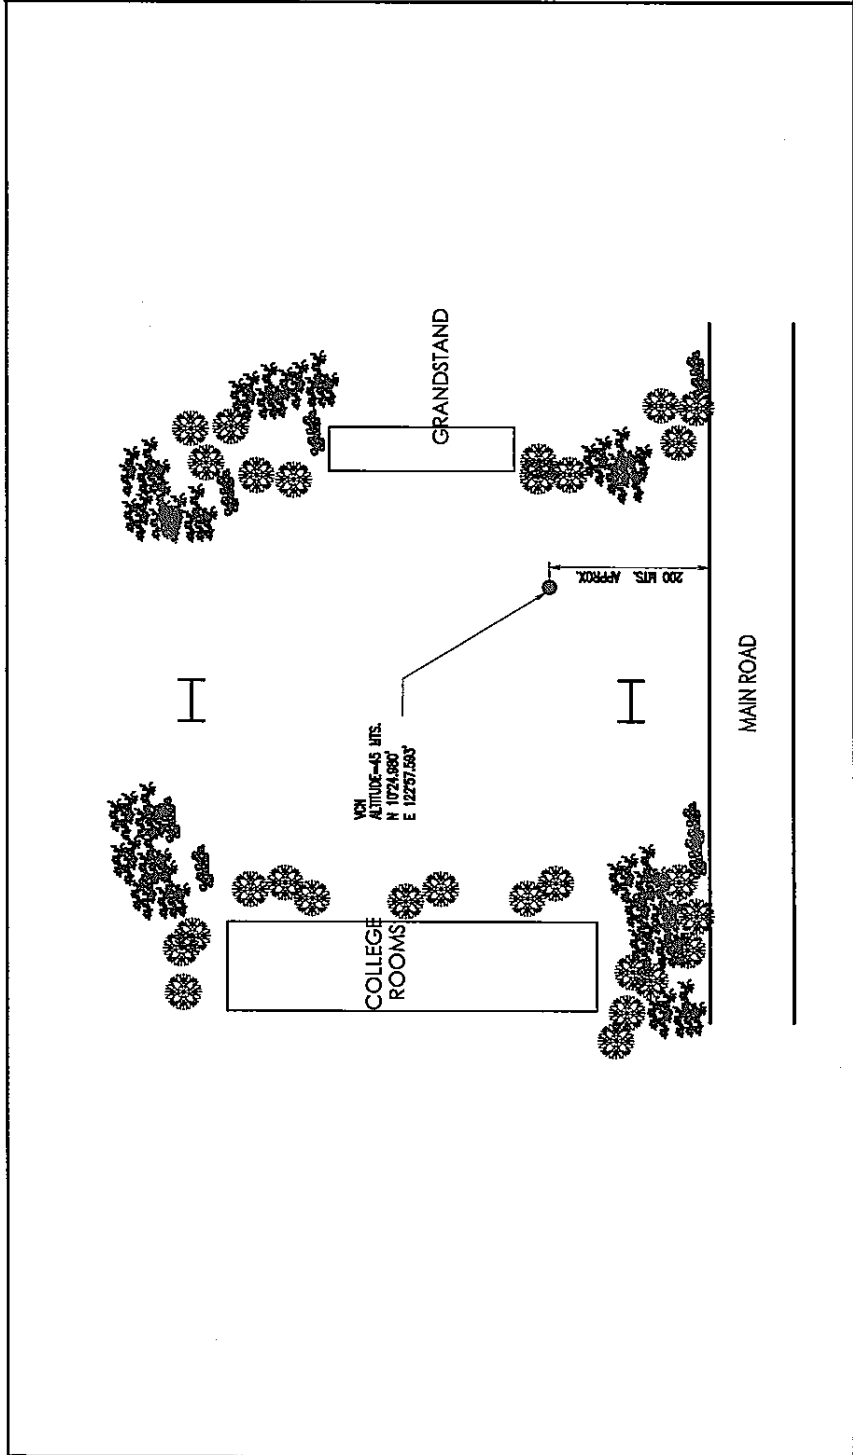 GRANDSTAND
200 MTS. APPROX.
VCN
ALTITUDE=45 MTS.
N 10°24.980'
E 122°57.593'
MAIN ROAD
COLLEGE
ROOMS